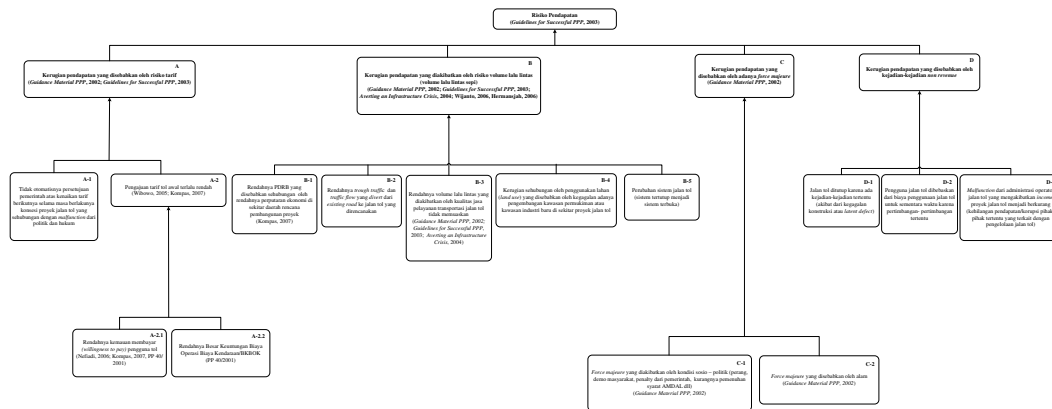 Risiko Pendapatan
(Guidelines for Successful PPP, 2003)
A
Kerugian pendapatan yang disebabkan oleh risiko tarif
(Guidance Material PPP, 2002; Guidelines for Successful PPP, 2003)
B
Kerugian pendapatan yang diakibatkan oleh risiko volume lalu lintas
(volume lalu lintas sepi)
(Guidance Material PPP, 2002; Guidelines for Successful PPP, 2003;
Averting an Infrastructure Crisis, 2004; Wijanto, 2006, Hermansjah, 2006)
C
Kerugian pendapatan yang
disebabkan oleh adanya force majeure
(Guidance Material PPP, 2002)
D
Kerugian pendapatan yang disebabkan oleh
kejadian-kejadian non revenue
A-1
Tidak otomatisnya persetujuan
pemerintah atas kenaikan tarif
berikutnya selama masa berlakunya
konsesi proyek jalan tol yang
sehubungan dengan malfunction dari
politik dan hukum
A-2
Pengajuan tarif tol awal terlalu rendah
(Wibowo, 2005; Kompas, 2007)
B-1
Rendahnya PDRB yang
disebabkan sehubungan oleh
rendahnya perputaran ekonomi di
sekitar daerah rencana
pembangunan proyek
(Kompas, 2007)
B-2
Rendahnya trough traffic dan
traffic flow yang divert dari
existing road ke jalan tol yang
direncanakan
B-3
Rendahnya volume lalu lintas yang
diakibatkan oleh kualitas jasa
pelayanan transportasi jalan tol
tidak memuaskan
(Guidance Material PPP, 2002;
Guidelines for Successful PPP,
2003; Averting an Infrastructure
Crisis, 2004)
B-4
Kerugian sehubungan oleh penggunaan lahan
(land use) yang disebabkan oleh kegagalan adanya
pengembangan kawasan permukiman atau
kawasan industri baru di sekitar proyek jalan tol
B-5
Perubahan sistem jalan tol
(sistem tertutup menjadi
sistem terbuka)
D-1
Jalan tol ditutup karena ada
kejadian-kejadian tertentu
(akibat dari kegagalan
konstruksi atau latent defect)
D-2
Pengguna jalan tol dibebaskan
dari biaya penggunaan jalan tol
untuk sementara waktu karena
pertimbangan- pertimbangan
tertentu
D-
Malfunction dari administrasi operator
jalan tol yang mengakibatkan income
proyek jalan tol menjadi berkurang
(kehilangan pendapatan/korupsi pihak
pihak tertentu yang terkait dengan
pengelolaan jalan tol)
A-2.1
Rendahnya kemauan membayar
(willingness to pay) pengguna tol
(Nefiadi, 2006; Kompas, 2007, PP 40/
2001)
A-2.2
Rendahnya Besar Keuntungan Biaya
Operasi Biaya Kendaraan/BKBOK
(PP 40/2001)
C-1
Force majeure yang diakibatkan oleh kondisi sosio – politik (perang,
demo masyarakat, penalty dari pemerintah, kurangnya pemenuhan
syarat AMDAL dll)
(Guidance Material PPP, 2002)
C-2
Force majeure yang disebabkan oleh alam
(Guidance Material PPP, 2002)